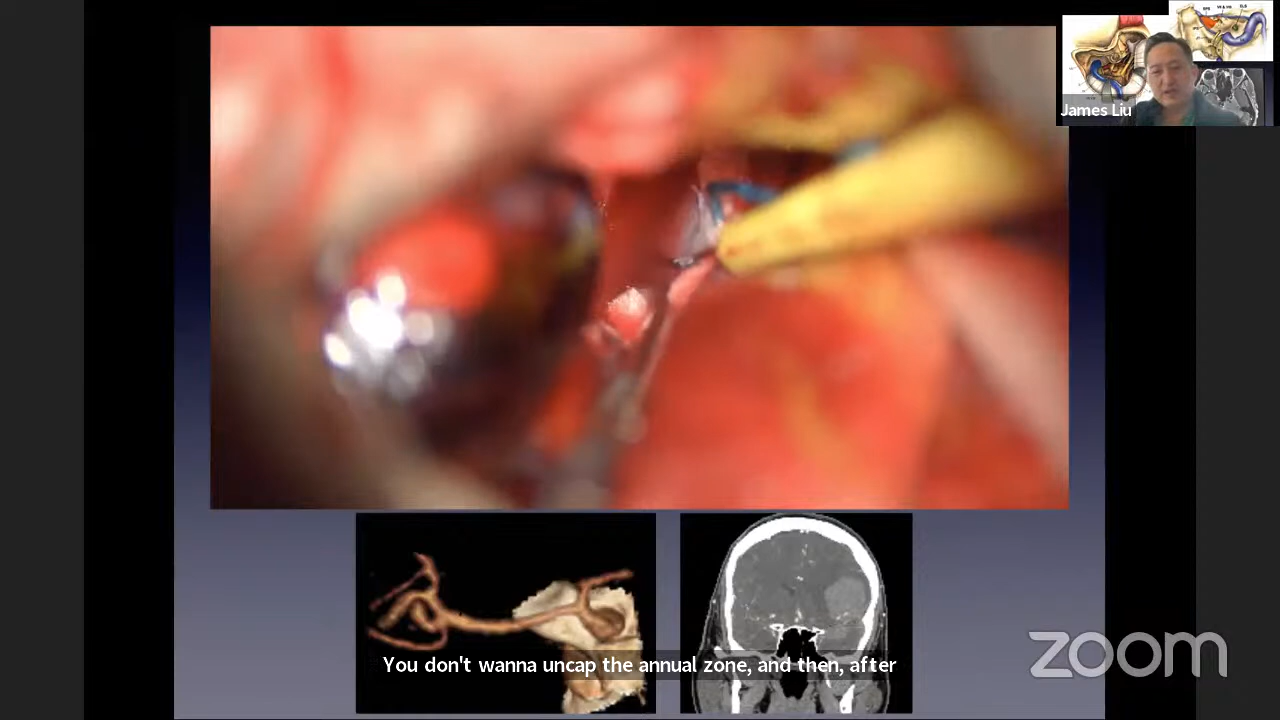 James Liu
You don't wanna uncap the annual zone, and then, after
zoom